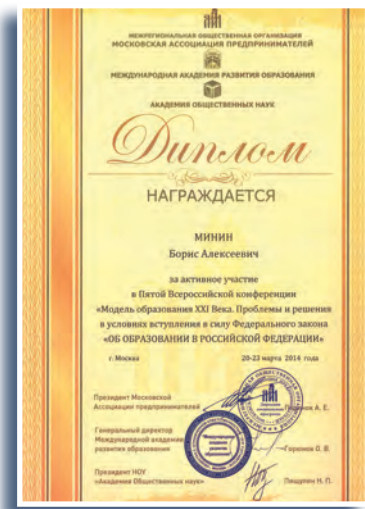 МЕЖРЕГИОНАЛЬНАЯ ОБЩЕСТВЕННАЯ ОРГАНИЗАЦИЯ
МОСКОВСКАЯ АССОЦИАЦИЯ ПРЕДПРИНИМАТЕЛЕЙ
МЕЖДУНАРОДНАЯ АКАДЕМИЯ РАЗВИТИЯ ОБРАЗОВАНИЯ
АКАДЕМИЯ ОБЩЕСТВЕННЫХ НАУК
Диплом
НАГРАЖДАЕТСЯ
МИНИН
Борис Алексеевич
за активное участие
в Пятой Всероссийской конференции
«Модель образования XXI Века. Проблемы и решения
в условиях вступления в силу Федерального закона
«ОБ ОБРАЗОВАНИИ В РОССИЙСКОЙ ФЕДЕРАЦИИ»
г. Москва 20-23 марта 2014 года
Президент Московской
Ассоциации предпринимателей А. Е.
Генеральный директор
Международной академии
развития образования О. В.
Президент НОУ
«Академия Общественных наук» Пищулин Н. П.